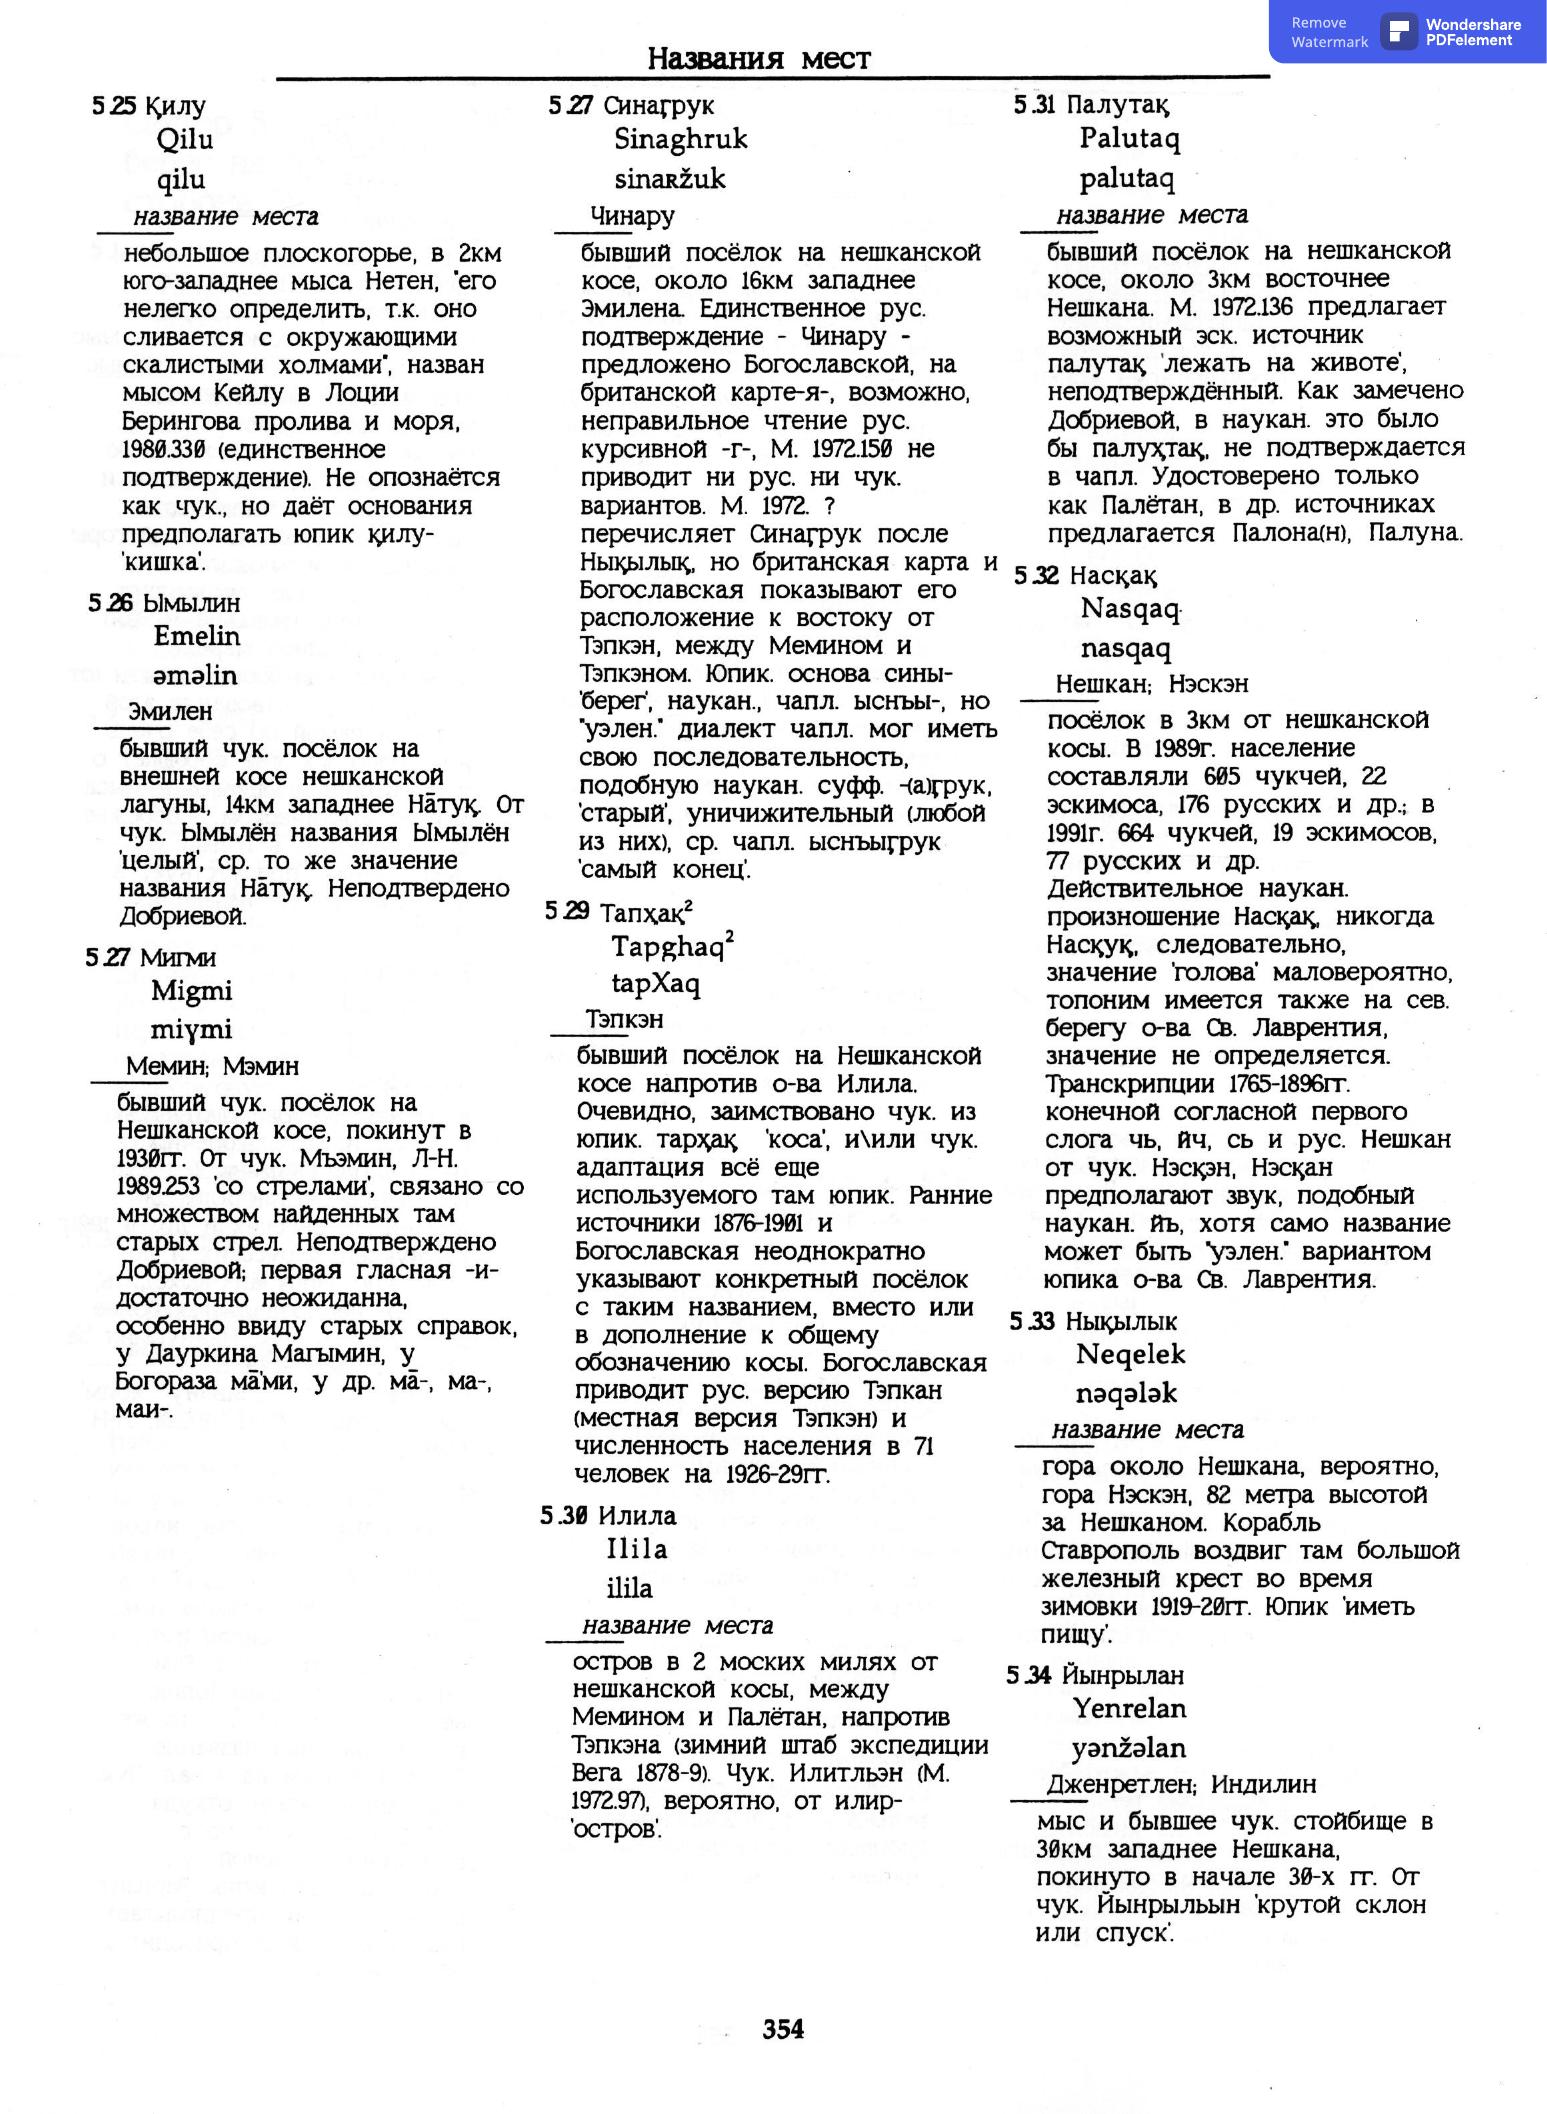 Remove
Watermark
Wondershare
PDFelement
Названия мест
5.25 Қилу
Qilu
qilu
название места
небольшое плоскогорье, в 2км
юго-западнее мыса Нетен, "его
нелегко определить, т.к. оно
сливается с окружающими
скалистыми холмами", назван
мысом Кейлу в Лоции
Берингова пролива и моря,
1980.330 (единственное
подтверждение). Не опознаётся
как чук., но даёт основания
предполагать юпик қилу-
'кишка'.
5.26 Ымылин
Emelin
əməlin
Эмилен
бывший чук. посёлок на
внешней косе нешканской
лагуны, 14км западнее На̄туқ. От
чук. Ымылён названия Ымылён
'целый', ср. то же значение
названия На̄туқ. Неподтвердено
Добриевой.
5.27 Мигми
Migmi
miɣmi
Мемин; Мэмин
бывший чук. посёлок на
Нешканской косе, покинут в
1930гг. От чук. Мъэмин, Л-Н.
1989.253 'со стрелами', связано со
множеством найденных там
старых стрел. Неподтверждено
Добриевой; первая гласная -и-
достаточно неожиданна,
особенно ввиду старых справок,
у Дауркина Магымин, у
Богораза ма̄'ми, у др. ма̄-, ма-,
маи-.
5.27 Синаӷрук
Sinaghruk
sinaʀžuk
Чинару
бывший посёлок на нешканской
косе, около 16км западнее
Эмилена. Единственное рус.
подтверждение - Чинару -
предложено Богославской, на
британской карте-я-, возможно,
неправильное чтение рус.
курсивной -г-, М. 1972.150 не
приводит ни рус. ни чук.
вариантов. М. 1972. ?
перечисляет Синаӷрук после
Нықылық, но британская карта и
Богославская показывают его
расположение к востоку от
Тэпкэн, между Мемином и
Тэпкэном. Юпик. основа сины-
'берег', наукан., чапл. ыснъы-, но
"уэлен." диалект чапл. мог иметь
свою последовательность,
подобную наукан. суфф. -(а)ӷрук,
'старый', уничижительный (любой
из них), ср. чапл. ыснъыӷрук
'самый конец'.
5.29 Тапҳақ²
Tapghaq²
tapXaq
Тэпкэн
бывший посёлок на Нешканской
косе напротив о-ва Илила.
Очевидно, заимствовано чук. из
юпик. тарҳақ 'коса', и\или чук.
адаптация всё еще
используемого там юпик. Ранние
источники 1876-1901 и
Богославская неоднократно
указывают конкретный посёлок
с таким названием, вместо или
в дополнение к общему
обозначению косы. Богославская
приводит рус. версию Тэпкан
(местная версия Тэпкэн) и
численность населения в 71
человек на 1926-29гг.
5.30 Илила
Ilila
ilila
название места
остров в 2 моских милях от
нешканской косы, между
Мемином и Палётан, напротив
Тэпкэна (зимний штаб экспедиции
Вега 1878-9). Чук. Илитльэн (М.
1972.97), вероятно, от илир-
'остров'.
5.31 Палутақ
Palutaq
palutaq
название места
бывший посёлок на нешканской
косе, около 3км восточнее
Нешкана. М. 1972.136 предлагает
возможный эск. источник
палутақ 'лежать на животе',
неподтверждённый. Как замечено
Добриевой, в наукан. это было
бы палуҳтақ, не подтверждается
в чапл. Удостоверено только
как Палётан, в др. источниках
предлагается Палона(н), Палуна.
5.32 Насқақ
Nasqaq
nasqaq
Нешкан; Нэскэн
посёлок в 3км от нешканской
косы. В 1989г. население
составляли 605 чукчей, 22
эскимоса, 176 русских и др.; в
1991г. 664 чукчей, 19 эскимосов,
77 русских и др.
Действительное наукан.
произношение Насқақ, никогда
Насқуқ, следовательно,
значение 'голова' маловероятно,
топоним имеется также на сев.
берегу о-ва Св. Лаврентия,
значение не определяется.
Транскрипции 1765-1896гг.
конечной согласной первого
слога чь, йч, сь и рус. Нешкан
от чук. Нэсқэн, Нэсқан
предполагают звук, подобный
наукан. йъ, хотя само название
может быть "уэлен." вариантом
юпика о-ва Св. Лаврентия.
5.33 Нықылык
Neqelek
nəqələk
название места
гора около Нешкана, вероятно,
гора Нэскэн, 82 метра высотой
за Нешканом. Корабль
Ставрополь воздвиг там большой
железный крест во время
зимовки 1919-20гг. Юпик 'иметь
пищу'.
5.34 Йынрылан
Yenrelan
yənžəlan
Дженретлен; Индилин
мыс и бывшее чук. стойбище в
30км западнее Нешкана,
покинуто в начале 30-х гг. От
чук. Йынрыльын 'крутой склон
или спуск'.
354